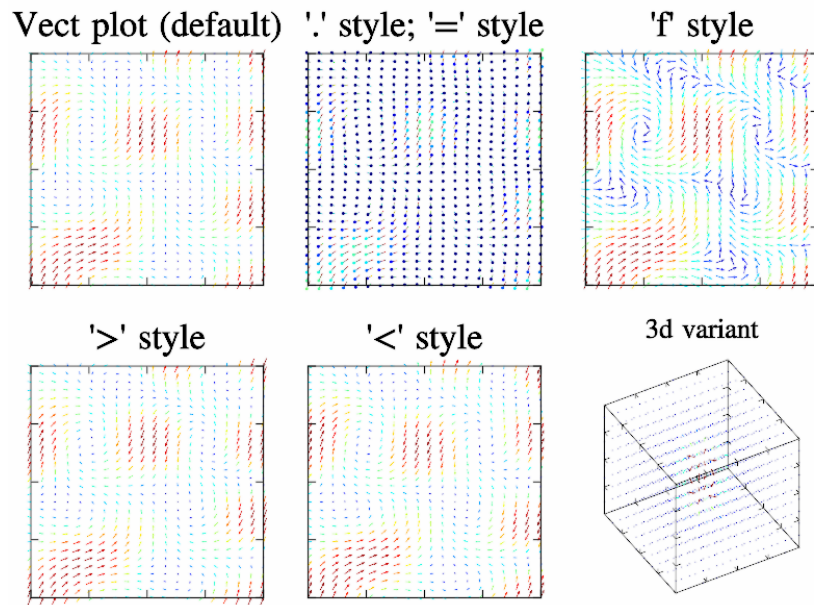 Vect plot (default)
'.' style; '=' style
'f' style
'>' style
'<' style
3d variant